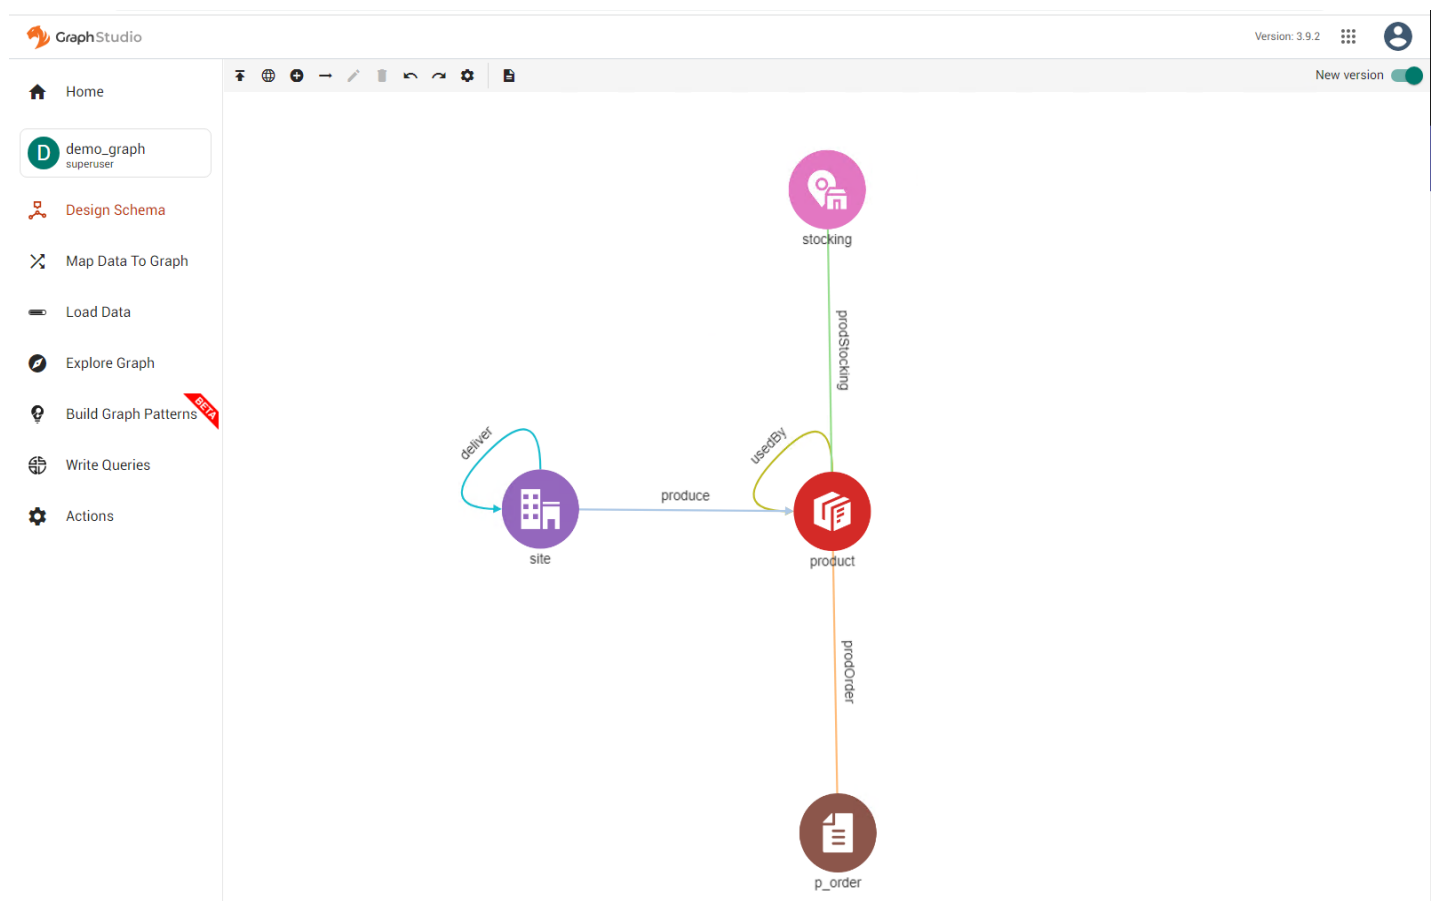 GraphStudio
Version: 3.9.2
New version
Home
D
demo_graph
superuser
Design Schema
Map Data To Graph
Load Data
Explore Graph
Build Graph Patterns
BETA
Write Queries
Actions
stocking
prodStocking
deliver
usedBy
produce
site
product
prodOrder
p_order